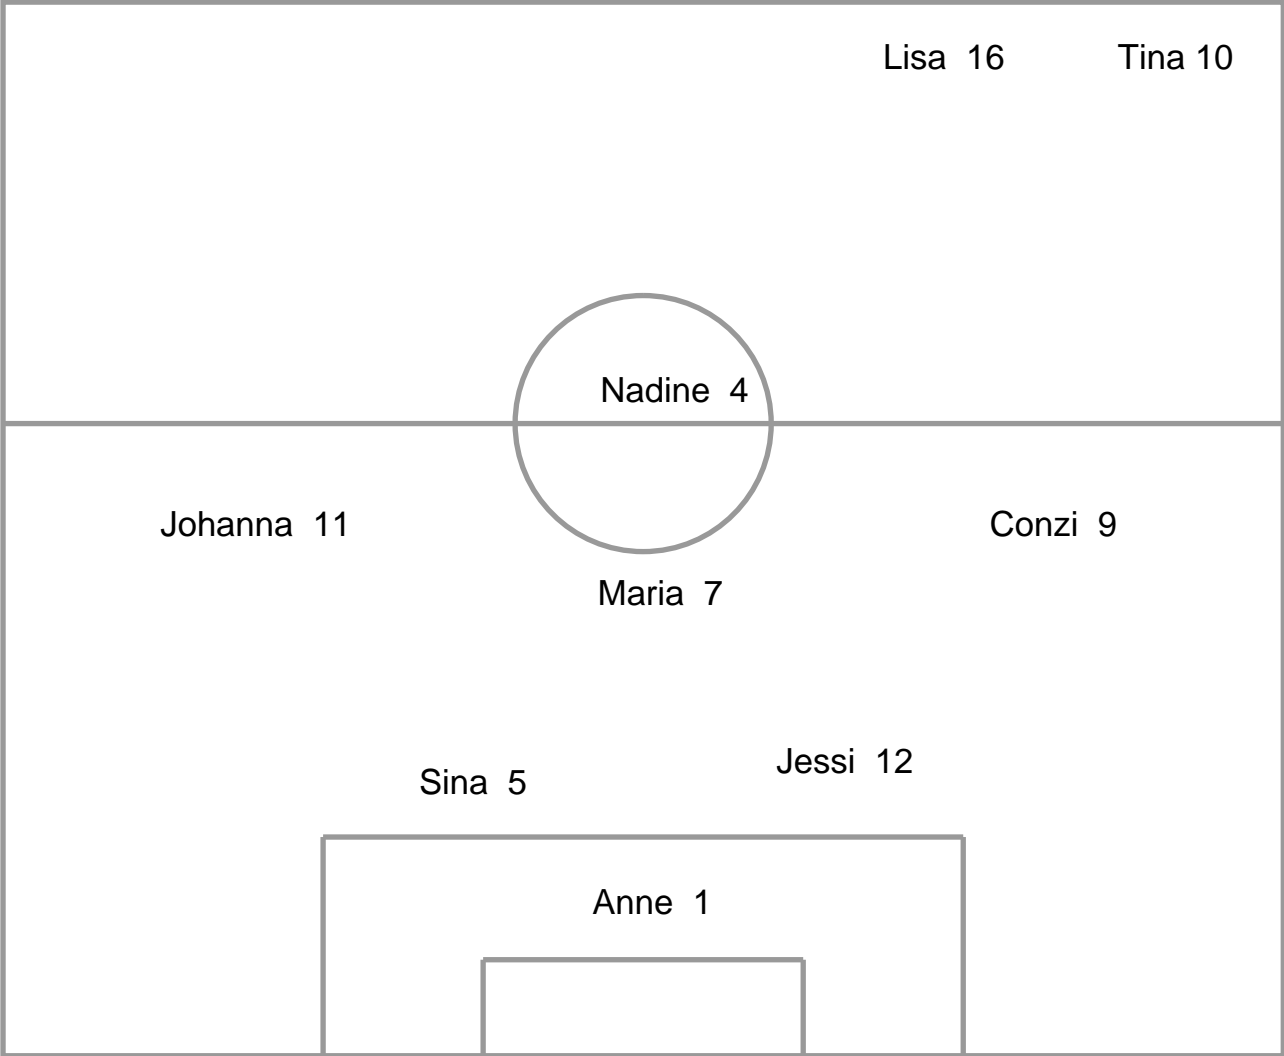 Lisa  16
Tina 10
Nadine  4
Johanna  11
Conzi  9
Maria  7
Jessi  12
Sina  5
Anne  1